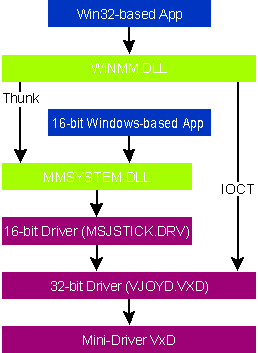 Win32-based App
WINMM.DLL
Thunk
16-bit Windows-based App
MMSYSTEM.DLL
IOCT
16-bit Driver (MSJSTICK.DRV)
32-bit Driver (VJOYD.VXD)
Mini-Driver VxD